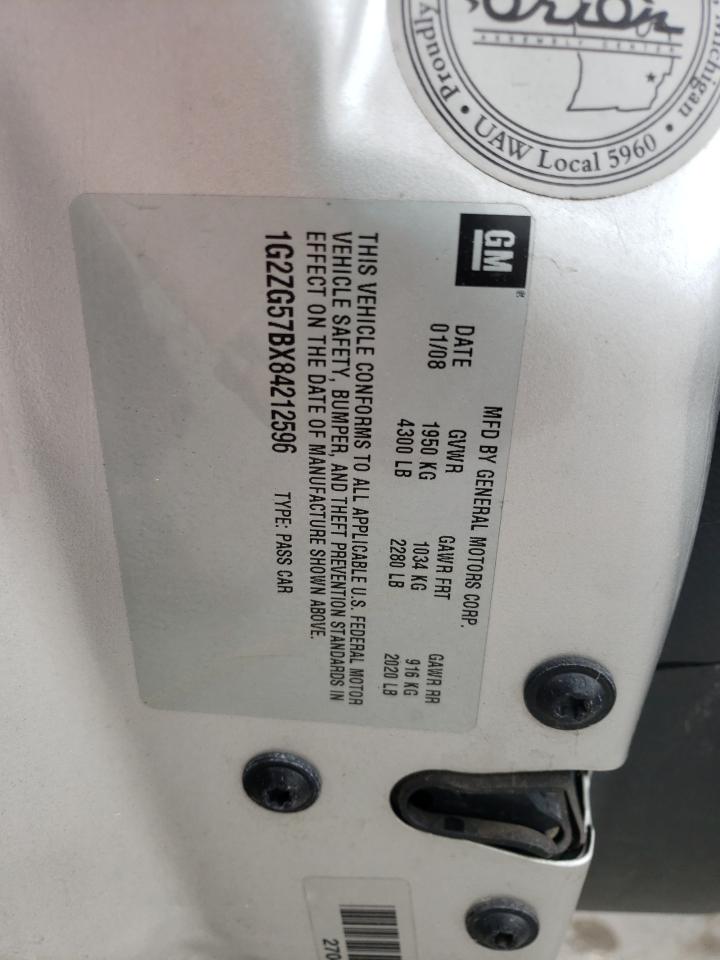 Orion
ASSEMBLY CENTER
Proudly
Michigan
• UAW Local 5960 •
GM
®
MFD BY GENERAL MOTORS CORP.
DATE GVWR GAWR FRT GAWR RR
01/08 1950 KG 1034 KG 916 KG
4300 LB 2280 LB 2020 LB
THIS VEHICLE CONFORMS TO ALL APPLICABLE U.S. FEDERAL MOTOR
VEHICLE SAFETY, BUMPER, AND THEFT PREVENTION STANDARDS IN
EFFECT ON THE DATE OF MANUFACTURE SHOWN ABOVE.
1G2ZG57BX84212596 TYPE: PASS CAR
270